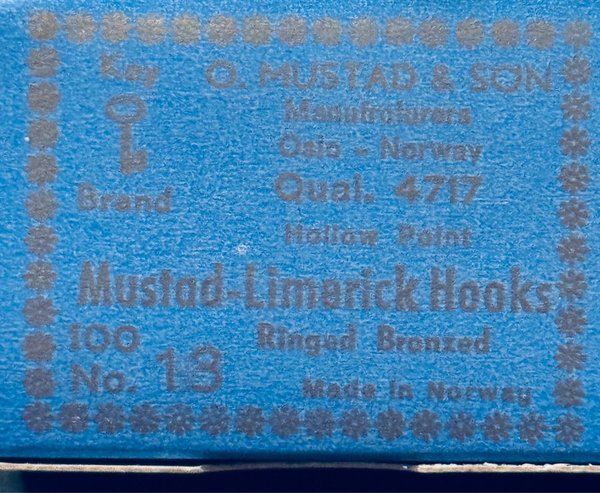 Key
Brand
O. MUSTAD & SON
Manufacturers
Oslo - Norway
Qual. 4717
Hollow Point
Mustad-Limerick Hooks
100
Ringed Bronzed
No. 13
Made in Norway